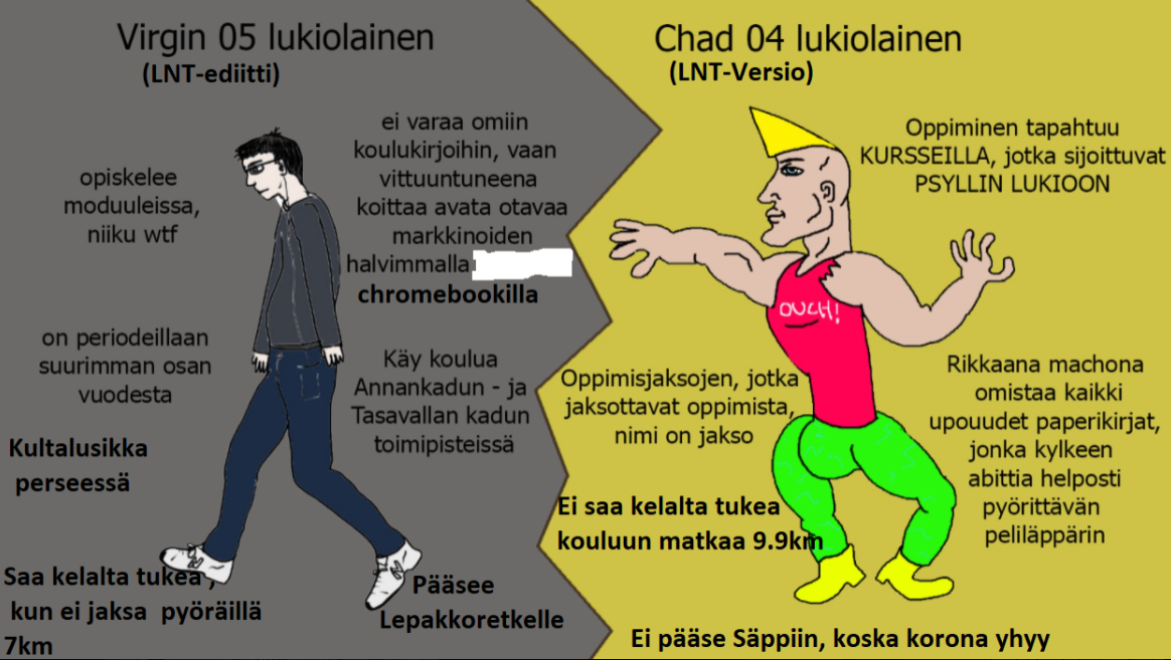 Virgin 05 lukiolainen
(LNT-ediitti)
opiskelee
moduuleissa,
niiku wtf
ei varaa omiin
koulukirjoihin, vaan
vittuuntuneena
koittaa avata otavaa
markkinoiden
halvimmalla
chromebookilla
on periodeillaan
suurimman osan
vuodesta
Käy koulua
Annankadun - ja
Tasavallan kadun
toimipisteissä
Kultalusikka
perseessä
Saa kelalta tukea ,
kun ei jaksa pyöräillä
7km
Pääsee
Lepakkoretkelle
Chad 04 lukiolainen
(LNT-Versio)
Oppiminen tapahtuu
KURSSEILLA, jotka sijoittuvat
PSYLLIN LUKIOON
OUCH!
Oppimisjaksojen, jotka
jaksottavat oppimista,
nimi on jakso
Rikkaana machona
omistaa kaikki
upouudet paperikirjat,
jonka kylkeen
abittia helposti
pyörittävän
peliläppärin
Ei saa kelalta tukea
kouluun matkaa 9.9km
Ei pääse Säppiin, koska korona yhyy